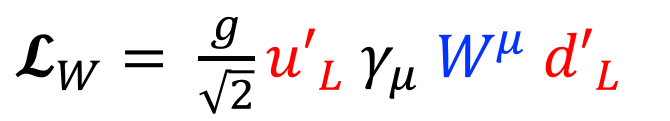 𝓛_W = g/√2 u′_L γ_μ W^μ d′_L